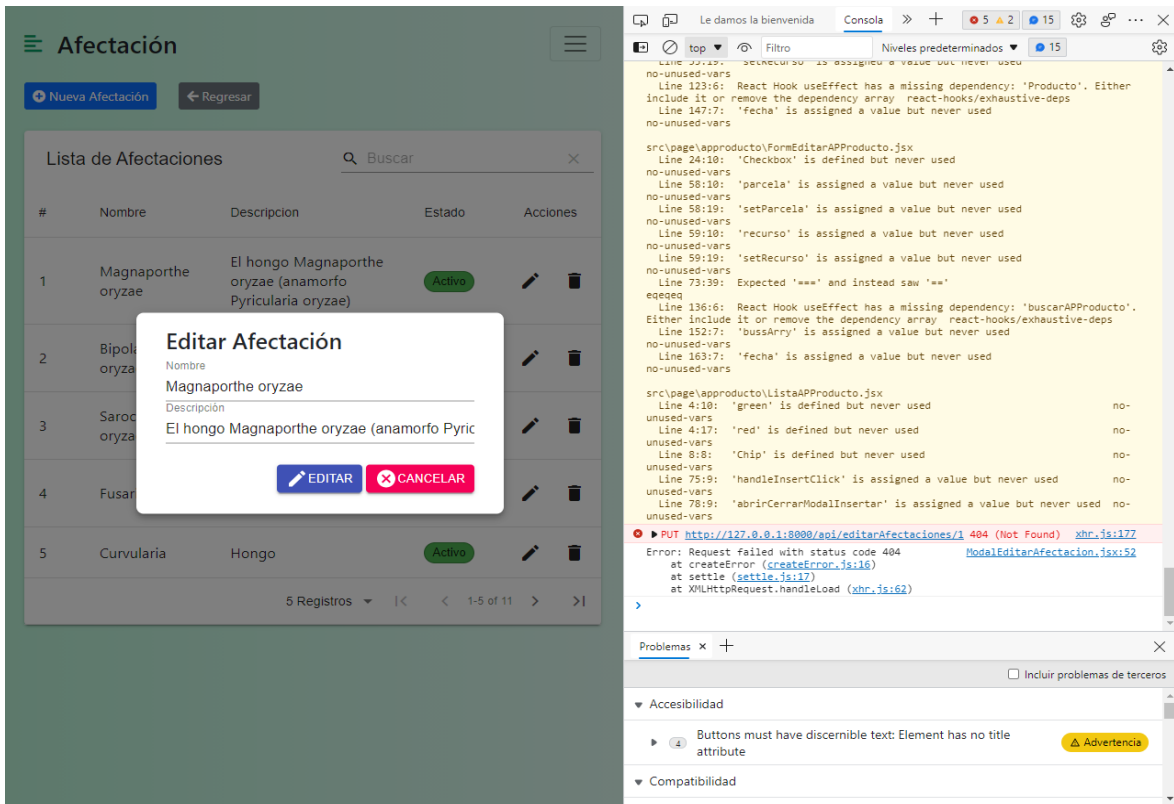 Afectación
Nueva Afectación
Regresar
Lista de Afectaciones
Buscar
# Nombre Descripcion Estado Acciones
1 Magnaporthe oryzae El hongo Magnaporthe oryzae (anamorfo Pyricularia oryzae) Activo
2 Bipola
oryza
3 Saroc
oryza
4 Fusar
5 Curvularia Hongo Activo
5 Registros |< < 1-5 of 11 > >|
Editar Afectación
Nombre
Magnaporthe oryzae
Descripción
El hongo Magnaporthe oryzae (anamorfo Pyric
EDITAR
CANCELAR
Le damos la bienvenida Consola 5 2 15
top Filtro Niveles predeterminados 15
Line 55:19: 'setRecurso' is assigned a value but never used
no-unused-vars
Line 123:6: React Hook useEffect has a missing dependency: 'Producto'. Either
include it or remove the dependency array react-hooks/exhaustive-deps
Line 147:7: 'fecha' is assigned a value but never used
no-unused-vars
src\page\approducto\FormEditarAPProducto.jsx
Line 24:10: 'Checkbox' is defined but never used
no-unused-vars
Line 58:10: 'parcela' is assigned a value but never used
no-unused-vars
Line 58:19: 'setParcela' is assigned a value but never used
no-unused-vars
Line 59:10: 'recurso' is assigned a value but never used
no-unused-vars
Line 59:19: 'setRecurso' is assigned a value but never used
no-unused-vars
Line 73:39: Expected '===' and instead saw '=='
eqeqeq
Line 136:6: React Hook useEffect has a missing dependency: 'buscarAPProducto'.
Either include it or remove the dependency array react-hooks/exhaustive-deps
Line 152:7: 'bussArry' is assigned a value but never used
no-unused-vars
Line 163:7: 'fecha' is assigned a value but never used
no-unused-vars
src\page\approducto\ListaAPProducto.jsx
Line 4:10: 'green' is defined but never used no-
unused-vars
Line 4:17: 'red' is defined but never used no-
unused-vars
Line 8:8: 'Chip' is defined but never used no-
unused-vars
Line 75:9: 'handleInsertClick' is assigned a value but never used no-
unused-vars
Line 78:9: 'abrirCerrarModalInsertar' is assigned a value but never used no-
unused-vars
PUT http://127.0.0.1:8000/api/editarAfectaciones/1 404 (Not Found) xhr.js:177
Error: Request failed with status code 404 ModalEditarAfectacion.jsx:52
at createError (createError.js:16)
at settle (settle.js:17)
at XMLHttpRequest.handleLoad (xhr.js:62)
Problemas
Incluir problemas de terceros
Accesibilidad
4 Buttons must have discernible text: Element has no title
attribute
Advertencia
Compatibilidad